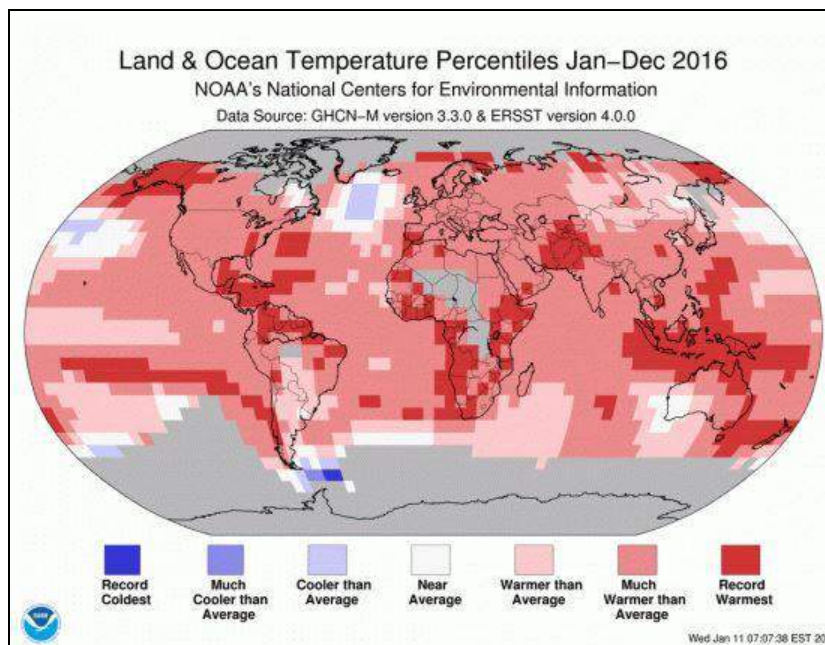 Land & Ocean Temperature Percentiles Jan–Dec 2016
NOAA's National Centers for Environmental Information
Data Source: GHCN–M version 3.3.0 & ERSST version 4.0.0
Record
Coldest
Much
Cooler than
Average
Cooler than
Average
Near
Average
Warmer than
Average
Much
Warmer than
Average
Record
Warmest
Wed Jan 11 07:07:38 EST 20